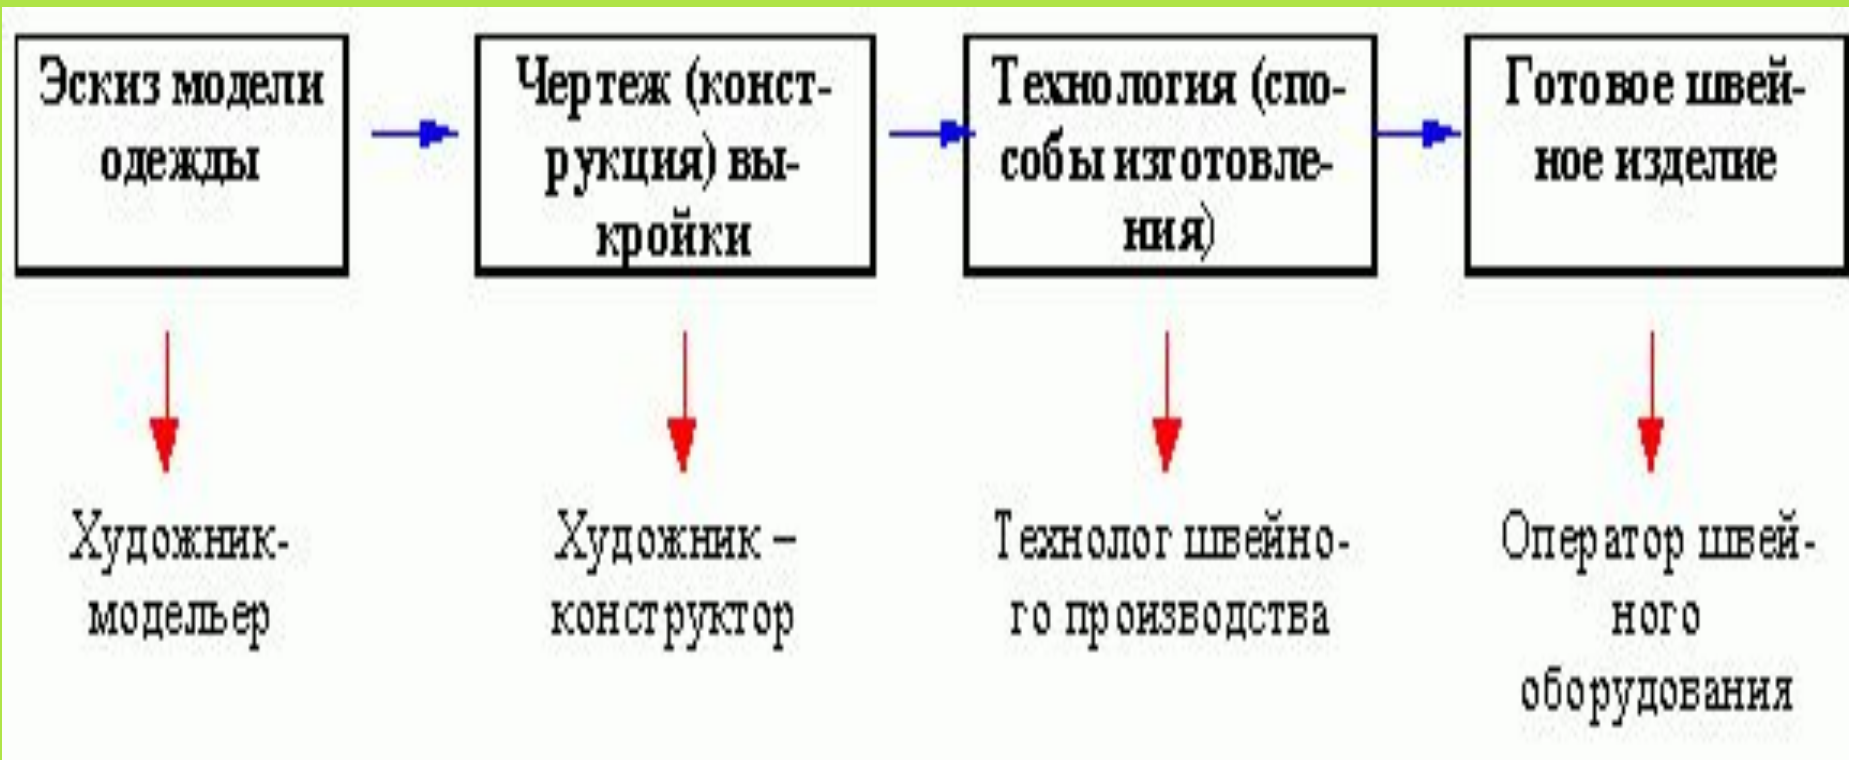 Эскиз модели
одежды
Чертеж (конст-
рукция) вы-
кройки
Технология (спо-
собы изготовле-
ния)
Готовое швей-
ное изделие
Художник-
модельер
Художник –
конструктор
Технолог швейно-
го производства
Оператор швей-
ного
оборудования